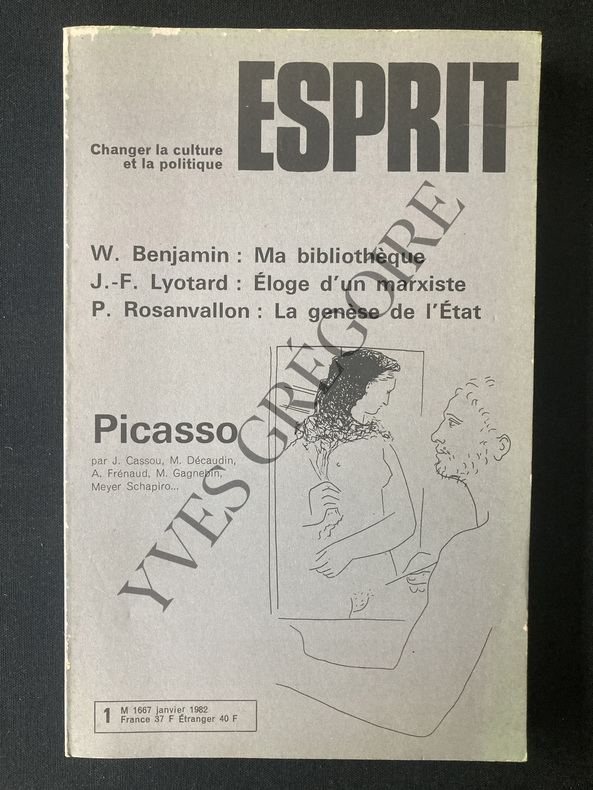 ESPRIT
Changer la culture
et la politique
W. Benjamin : Ma bibliothèque
J.-F. Lyotard : Éloge d'un marxiste
P. Rosanvallon : La genèse de l'État
Picasso
par J. Cassou, M. Décaudin,
A. Frénaud, M. Gagnebin,
Meyer Schapiro...
1 M 1667 janvier 1982
France 37 F Étranger 40 F
YVES GRÉGOIRE